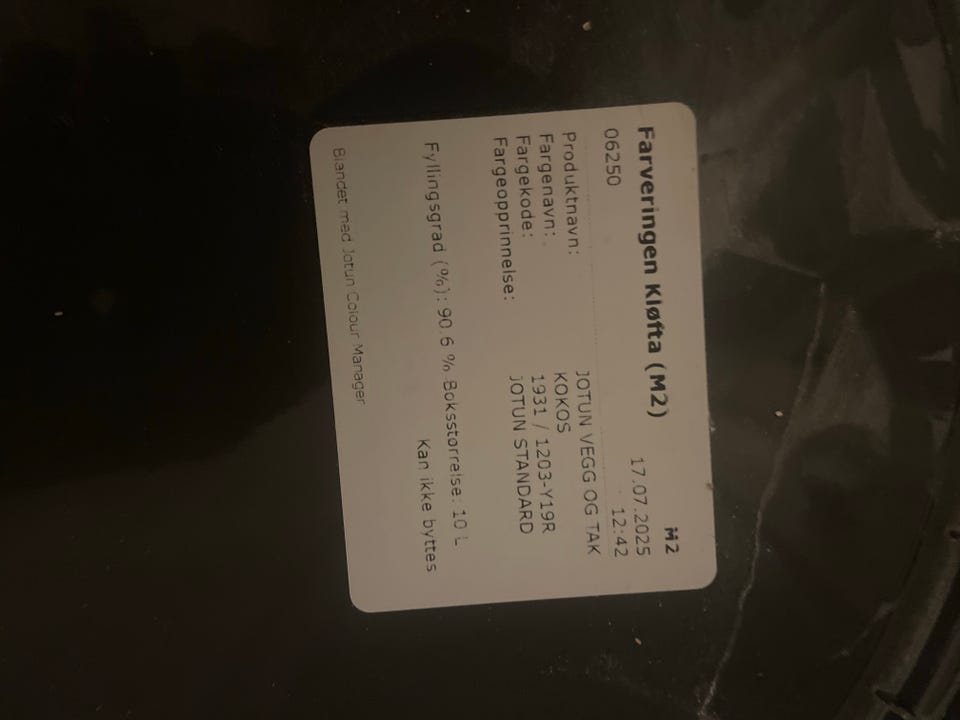 M2
Farveringen Kløfta (M2) 17.07.2025
06250 12:42
Produktnavn: JOTUN VEGG OG TAK
Fargenavn: KOKOS
Fargekode: 1931 / 1203-Y19R
Fargeopprinnelse: JOTUN STANDARD
Fyllingsgrad (%): 90.6 % Boksstørrelse: 10 L
Kan ikke byttes
Blandet med Jotun Colour Manager